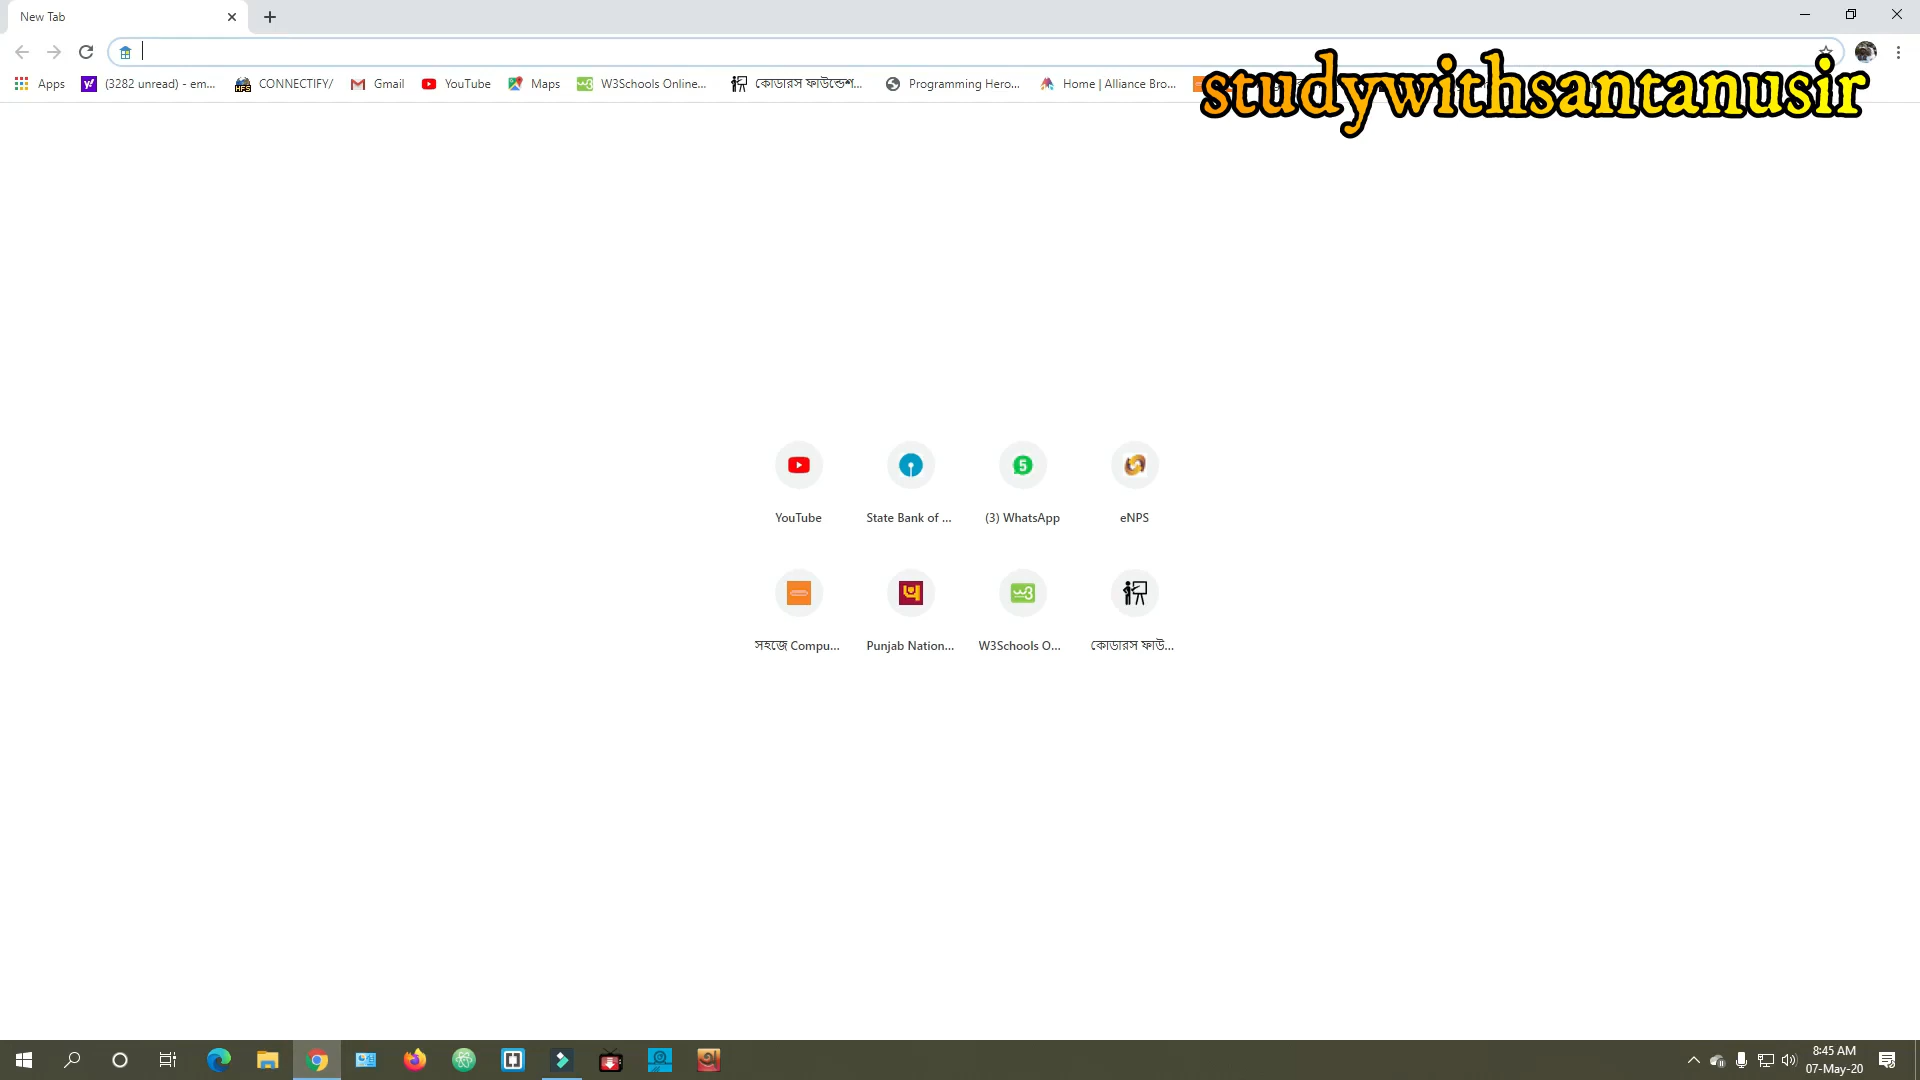 New Tab
Apps (3282 unread) - em... CONNECTIFY/ Gmail YouTube Maps W3Schools Online... কোডারস ফাউন্ডেশ... Programming Hero... Home | Alliance Bro...
studywithsantanusir
YouTube State Bank of ... (3) WhatsApp eNPS
সহজে Compu... Punjab Nation... W3Schools O... কোডারস ফাউ...
8:45 AM
07-May-20